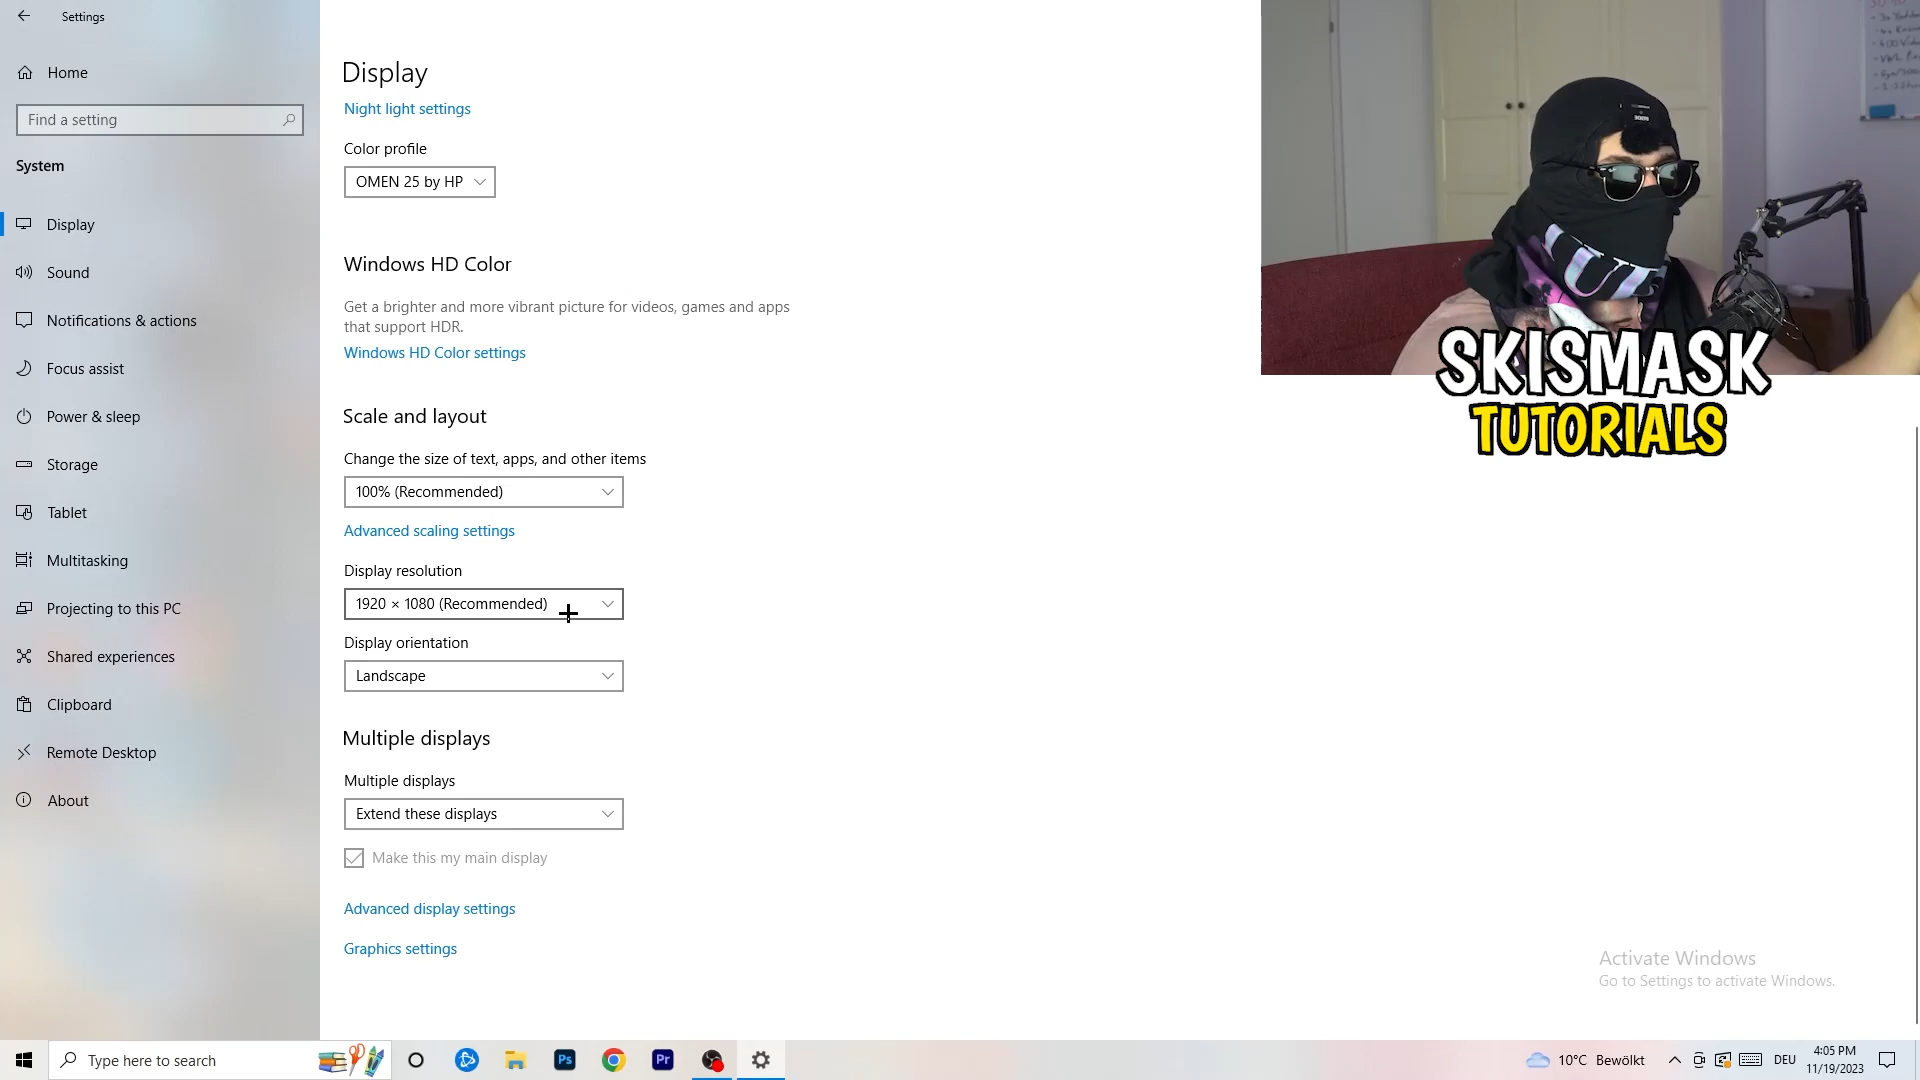 Settings
Home
Find a setting
System
Display
Sound
Notifications & actions
Focus assist
Power & sleep
Storage
Tablet
Multitasking
Projecting to this PC
Shared experiences
Clipboard
Remote Desktop
About
Display
Night light settings
Color profile
OMEN 25 by HP
Windows HD Color
Get a brighter and more vibrant picture for videos, games and apps
that support HDR.
Windows HD Color settings
Scale and layout
Change the size of text, apps, and other items
100% (Recommended)
Advanced scaling settings
Display resolution
1920 × 1080 (Recommended)
Display orientation
Landscape
Multiple displays
Multiple displays
Extend these displays
Make this my main display
Advanced display settings
Graphics settings
SKISMASK
TUTORIALS
Activate Windows
Go to Settings to activate Windows.
Type here to search
Ps
Pr
10°C Bewölkt
DEU
4:05 PM
11/19/2023